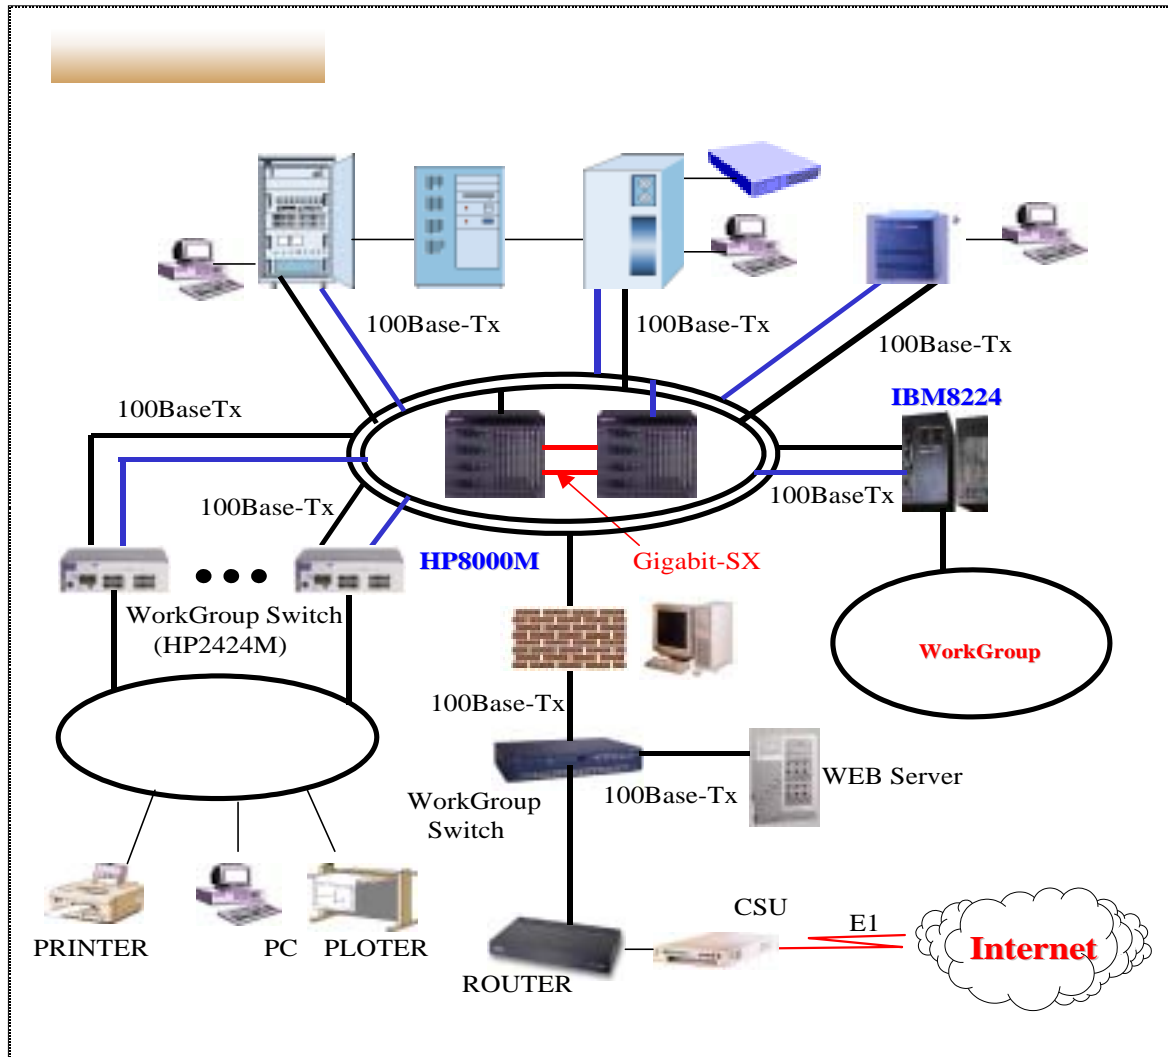 100Base-Tx
100Base-Tx
100Base-Tx
100BaseTx
IBM8224
100Base-Tx
100BaseTx
HP8000M
Gigabit-SX
WorkGroup Switch
(HP2424M)
WorkGroup
100Base-Tx
WEB Server
100Base-Tx
WorkGroup
Switch
PRINTER
PC
PLOTER
CSU
E1
Internet
ROUTER